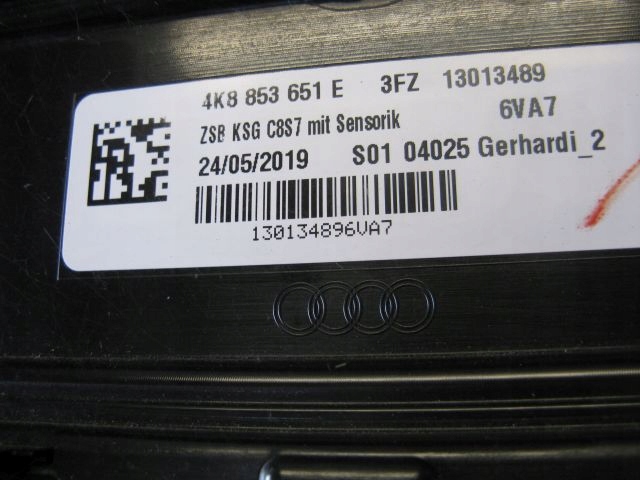 4K8 853 651 E 3FZ 13013489
ZSB KSG C8S7 mit Sensorik 6VA7
24/05/2019 S01 04025 Gerhardi_2
130134896VA7